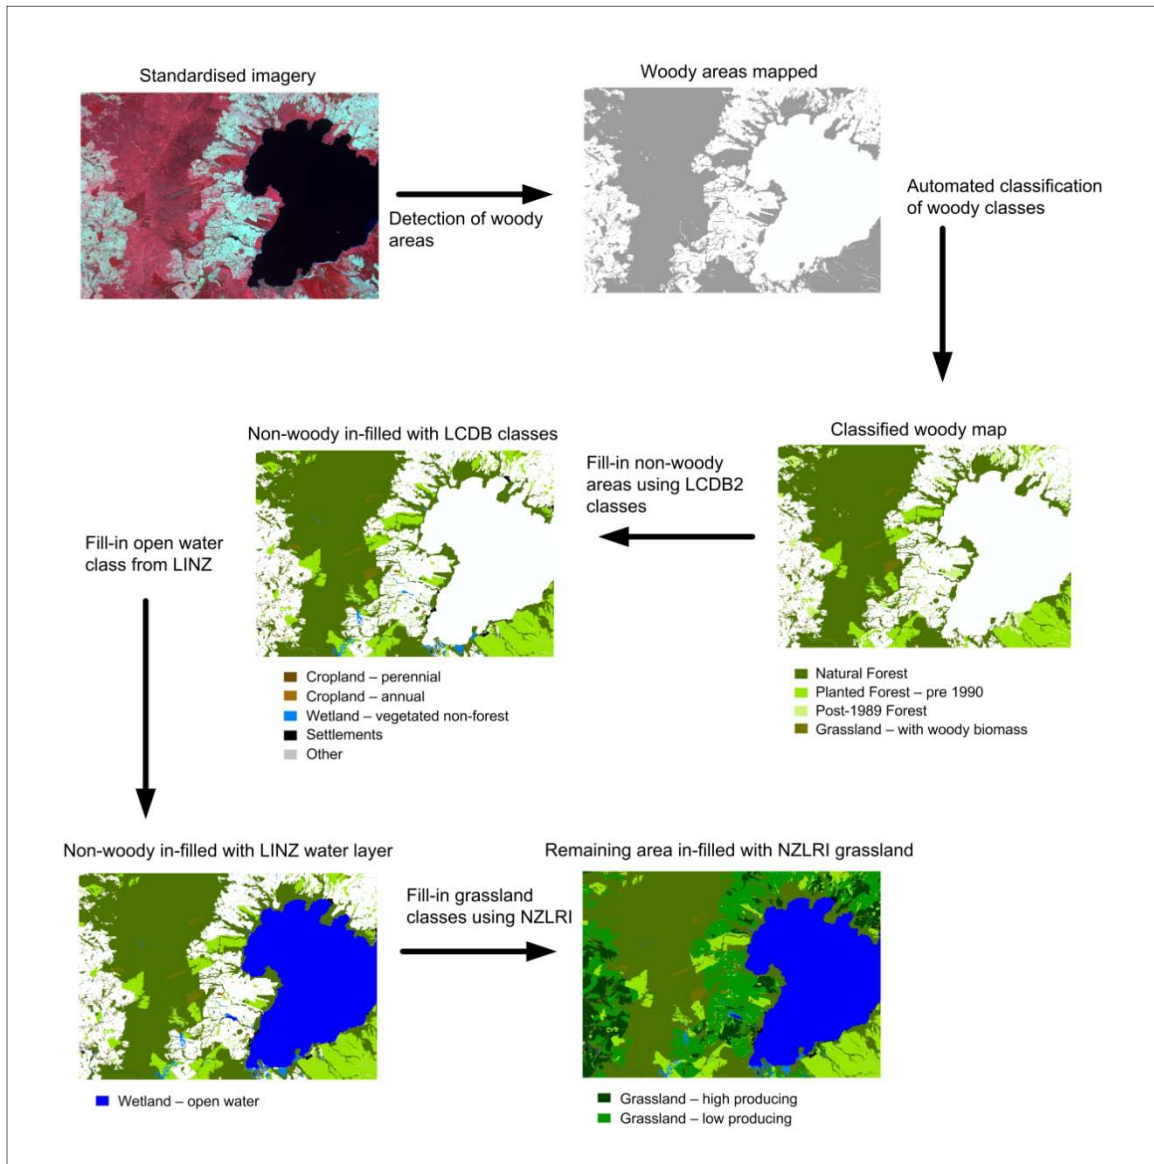 Standardised imagery
Woody areas mapped
Detection of woody
areas
Automated classification
of woody classes
Classified woody map
Natural Forest
Planted Forest – pre 1990
Post-1989 Forest
Grassland – with woody biomass
Fill-in non-woody
areas using LCDB2
classes
Non-woody in-filled with LCDB classes
Cropland – perennial
Cropland – annual
Wetland – vegetated non-forest
Settlements
Other
Fill-in open water
class from LINZ
Non-woody in-filled with LINZ water layer
Wetland – open water
Fill-in grassland
classes using NZLRI
Remaining area in-filled with NZLRI grassland
Grassland – high producing
Grassland – low producing